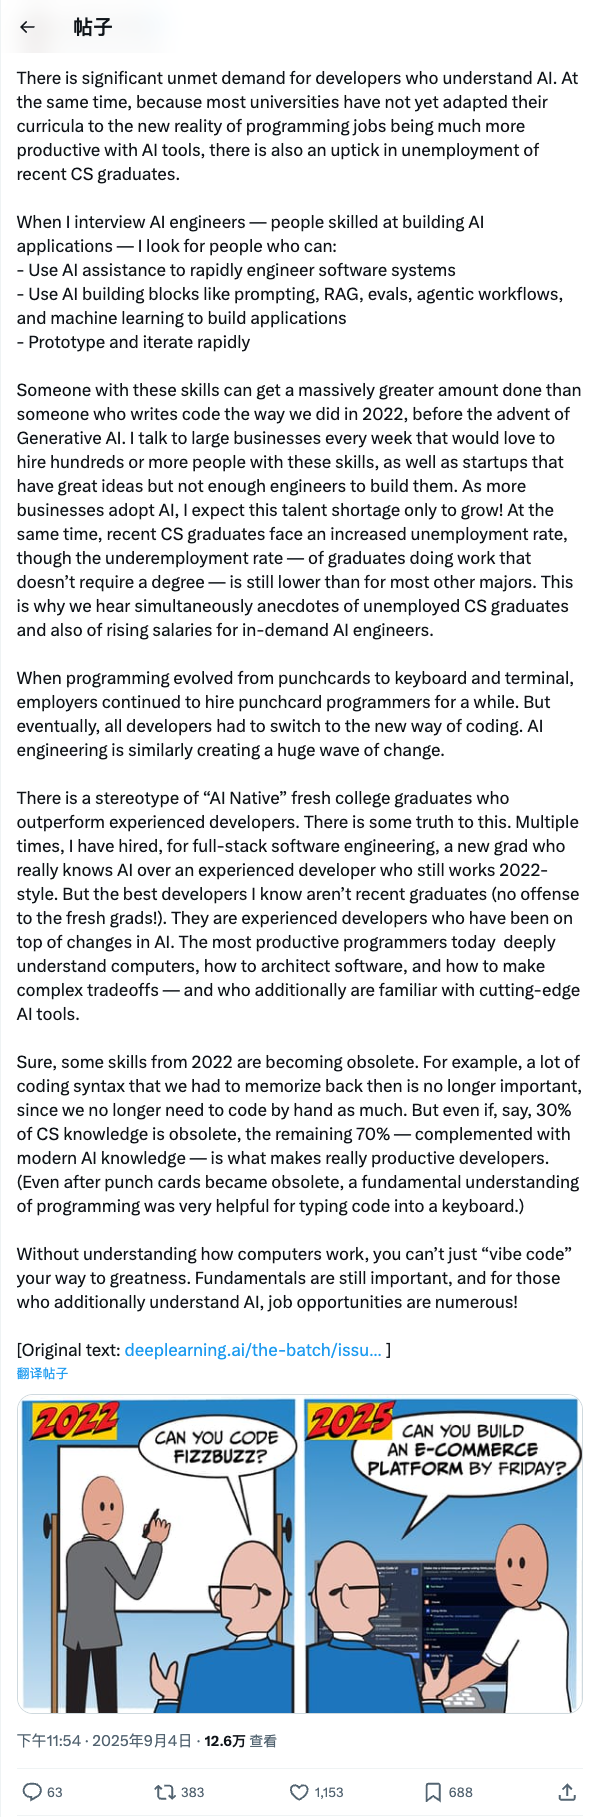 帖子
There is significant unmet demand for developers who understand AI. At
the same time, because most universities have not yet adapted their
curricula to the new reality of programming jobs being much more
productive with AI tools, there is also an uptick in unemployment of
recent CS graduates.
When I interview AI engineers — people skilled at building AI
applications — I look for people who can:
- Use AI assistance to rapidly engineer software systems
- Use AI building blocks like prompting, RAG, evals, agentic workflows,
and machine learning to build applications
- Prototype and iterate rapidly
Someone with these skills can get a massively greater amount done than
someone who writes code the way we did in 2022, before the advent of
Generative AI. I talk to large businesses every week that would love to
hire hundreds or more people with these skills, as well as startups that
have great ideas but not enough engineers to build them. As more
businesses adopt AI, I expect this talent shortage only to grow! At the
same time, recent CS graduates face an increased unemployment rate,
though the underemployment rate — of graduates doing work that
doesn’t require a degree — is still lower than for most other majors. This
is why we hear simultaneously anecdotes of unemployed CS graduates
and also of rising salaries for in-demand AI engineers.
When programming evolved from punchcards to keyboard and terminal,
employers continued to hire punchcard programmers for a while. But
eventually, all developers had to switch to the new way of coding. AI
engineering is similarly creating a huge wave of change.
There is a stereotype of “AI Native” fresh college graduates who
outperform experienced developers. There is some truth to this. Multiple
times, I have hired, for full-stack software engineering, a new grad who
really knows AI over an experienced developer who still works 2022-
style. But the best developers I know aren’t recent graduates (no offense
to the fresh grads!). They are experienced developers who have been on
top of changes in AI. The most productive programmers today  deeply
understand computers, how to architect software, and how to make
complex tradeoffs — and who additionally are familiar with cutting-edge
AI tools.
Sure, some skills from 2022 are becoming obsolete. For example, a lot of
coding syntax that we had to memorize back then is no longer important,
since we no longer need to code by hand as much. But even if, say, 30%
of CS knowledge is obsolete, the remaining 70% — complemented with
modern AI knowledge — is what makes really productive developers.
(Even after punch cards became obsolete, a fundamental understanding
of programming was very helpful for typing code into a keyboard.)
Without understanding how computers work, you can’t just “vibe code”
your way to greatness. Fundamentals are still important, and for those
who additionally understand AI, job opportunities are numerous!
[Original text: deeplearning.ai/the-batch/issu... ]
翻译帖子
2022
CAN YOU CODE
FIZZBUZZ?
2025
CAN YOU BUILD
AN E-COMMERCE
PLATFORM BY FRIDAY?
下午11:54 · 2025年9月4日 · 12.6万 查看
63 383 1,153 688